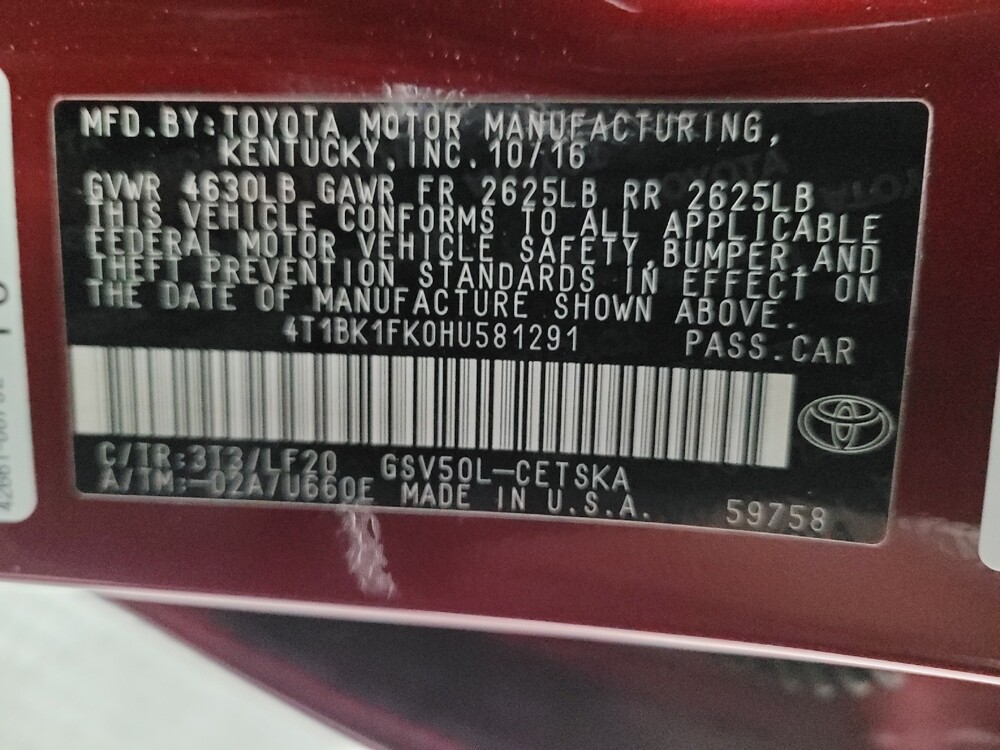 MFD.BY:TOYOTA MOTOR MANUFACTURING,
KENTUCKY,INC.10/16
GVWR 4630LB GAWR FR 2625LB RR 2625LB
THIS VEHICLE CONFORMS TO ALL APPLICABLE
FEDERAL MOTOR VEHICLE SAFETY,BUMPER,AND
THEFT PREVENTION STANDARDS IN EFFECT ON
THE DATE OF MANUFACTURE SHOWN ABOVE.
4T1BK1FK0HU581291 PASS.CAR
C/TR:3T3/LF20 GSV50L-CETSKA
A/TM:-02A/U660E MADE IN U.S.A.
59758